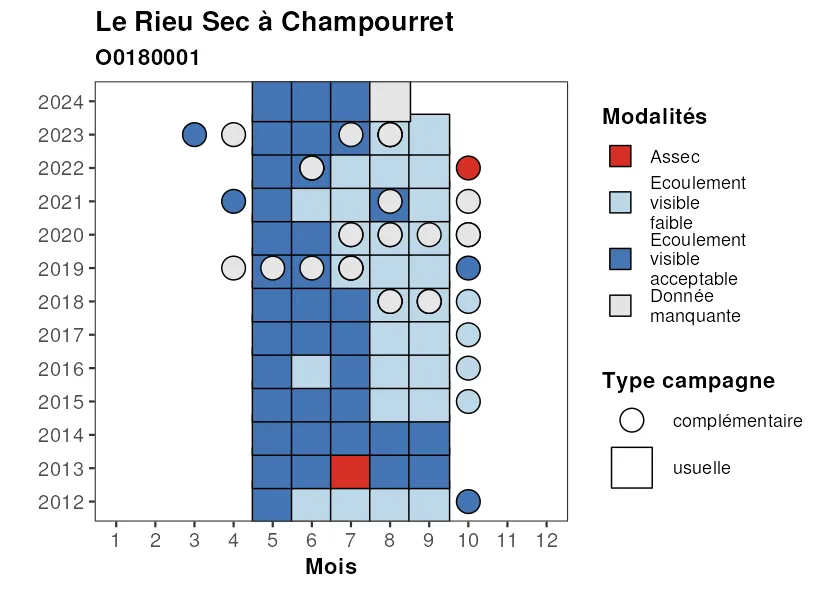 Le Rieu Sec à Champourret
O0180001
2024
2023
2022
2021
2020
2019
2018
2017
2016
2015
2014
2013
2012
1 2 3 4 5 6 7 8 9 10 11 12
Mois
Modalités
Assec
Ecoulement
visible
faible
Ecoulement
visible
acceptable
Donnée
manquante
Type campagne
complémentaire
usuelle